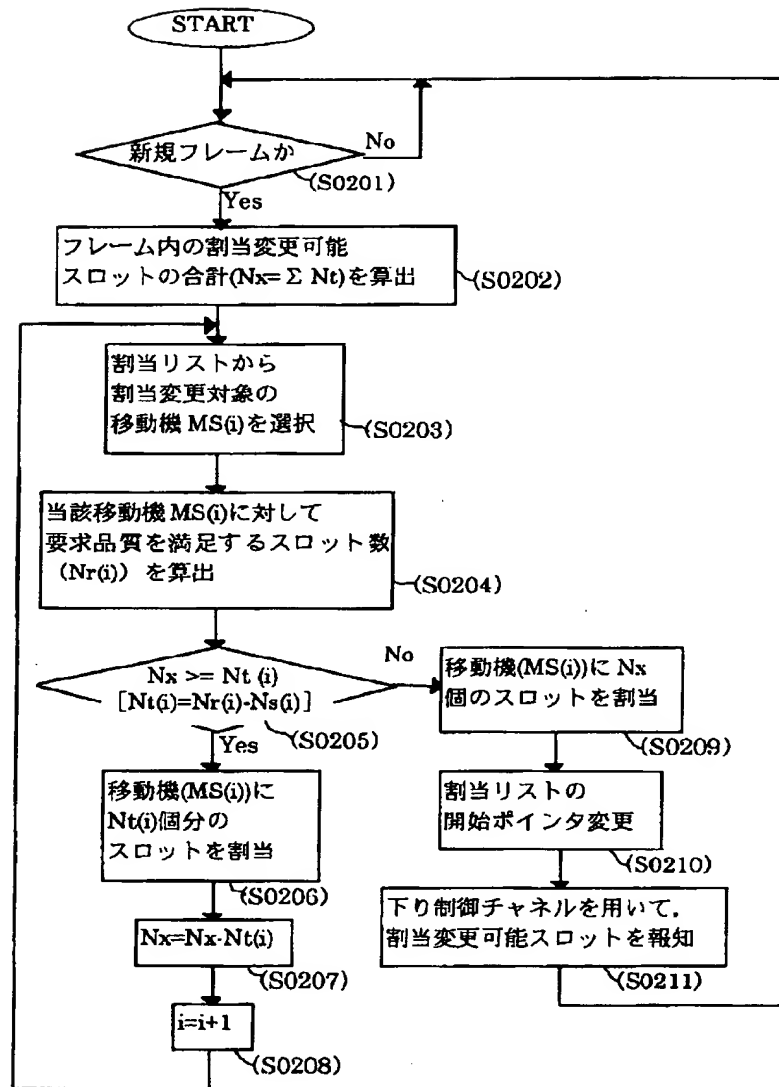 START
新規フレームか
No
(S0201)
Yes
フレーム内の割当変更可能
スロットの合計(Nx=Σ Nt)を算出
(S0202)
割当リストから
割当変更対象の
移動機 MS(i)を選択
(S0203)
当該移動機 MS(i)に対して
要求品質を満足するスロット数
（Nr(i)）を算出
(S0204)
Nx >= Nt (i)
[Nt(i)=Nr(i)-Ns(i)]
No
(S0205)
Yes
移動機(MS(i))に
Nt(i)個分の
スロットを割当
(S0206)
Nx=Nx-Nt(i)
(S0207)
i=i+1
(S0208)
移動機(MS(i))に Nx
個のスロットを割当
(S0209)
割当リストの
開始ポインタ変更
(S0210)
下り制御チャネルを用いて．
割当変更可能スロットを報知
(S0211)